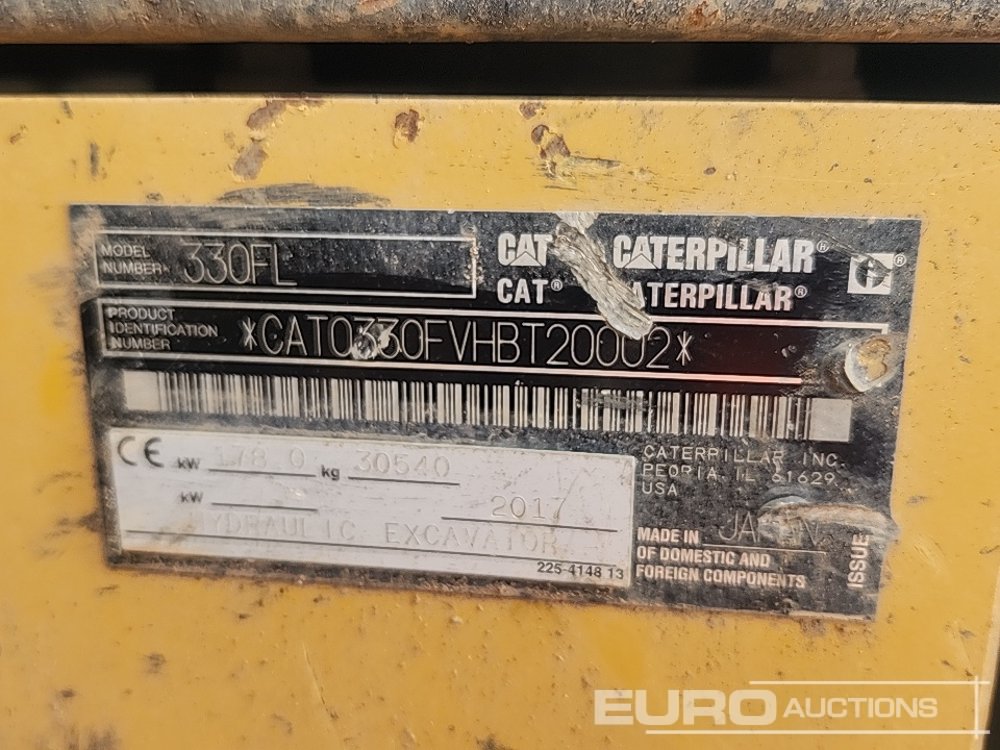 MODEL NUMBER 330FL
CAT CATERPILLAR®
CAT® CATERPILLAR®
i ®
PRODUCT IDENTIFICATION NUMBER *CAT0330FVHBT20002*
CE kW 178.0 kg 30540
kW 2017
HYDRAULIC EXCAVATOR
225-4148 13
CATERPILLAR INC.
PEORIA IL 61629
USA
MADE IN JAPAN
OF DOMESTIC AND
FOREIGN COMPONENTS
ISSUE
EURO AUCTIONS